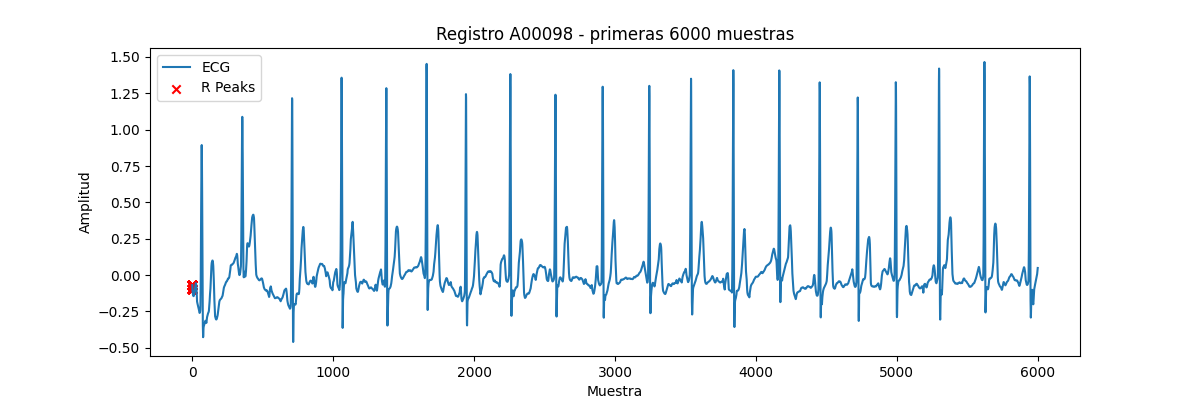 Registro A00098 - primeras 6000 muestras
ECG
R Peaks
Amplitud
1.50
1.25
1.00
0.75
0.50
0.25
0.00
−0.25
−0.50
0 1000 2000 3000 4000 5000 6000
Muestra